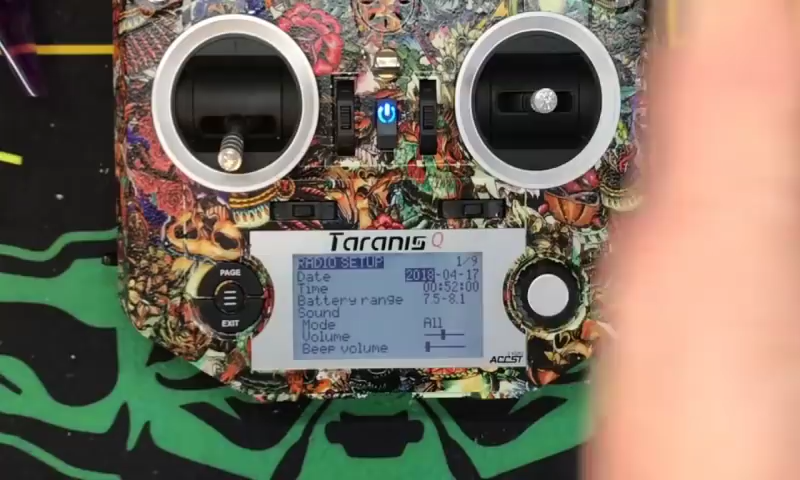 Taranis Q
RADIO SETUP 1/9
Date 2018-04-17
Time 00:52:00
Battery range 7.5-8.1
Sound
Mode All
Volume
Beep volume
PAGE
EXIT
ACCST